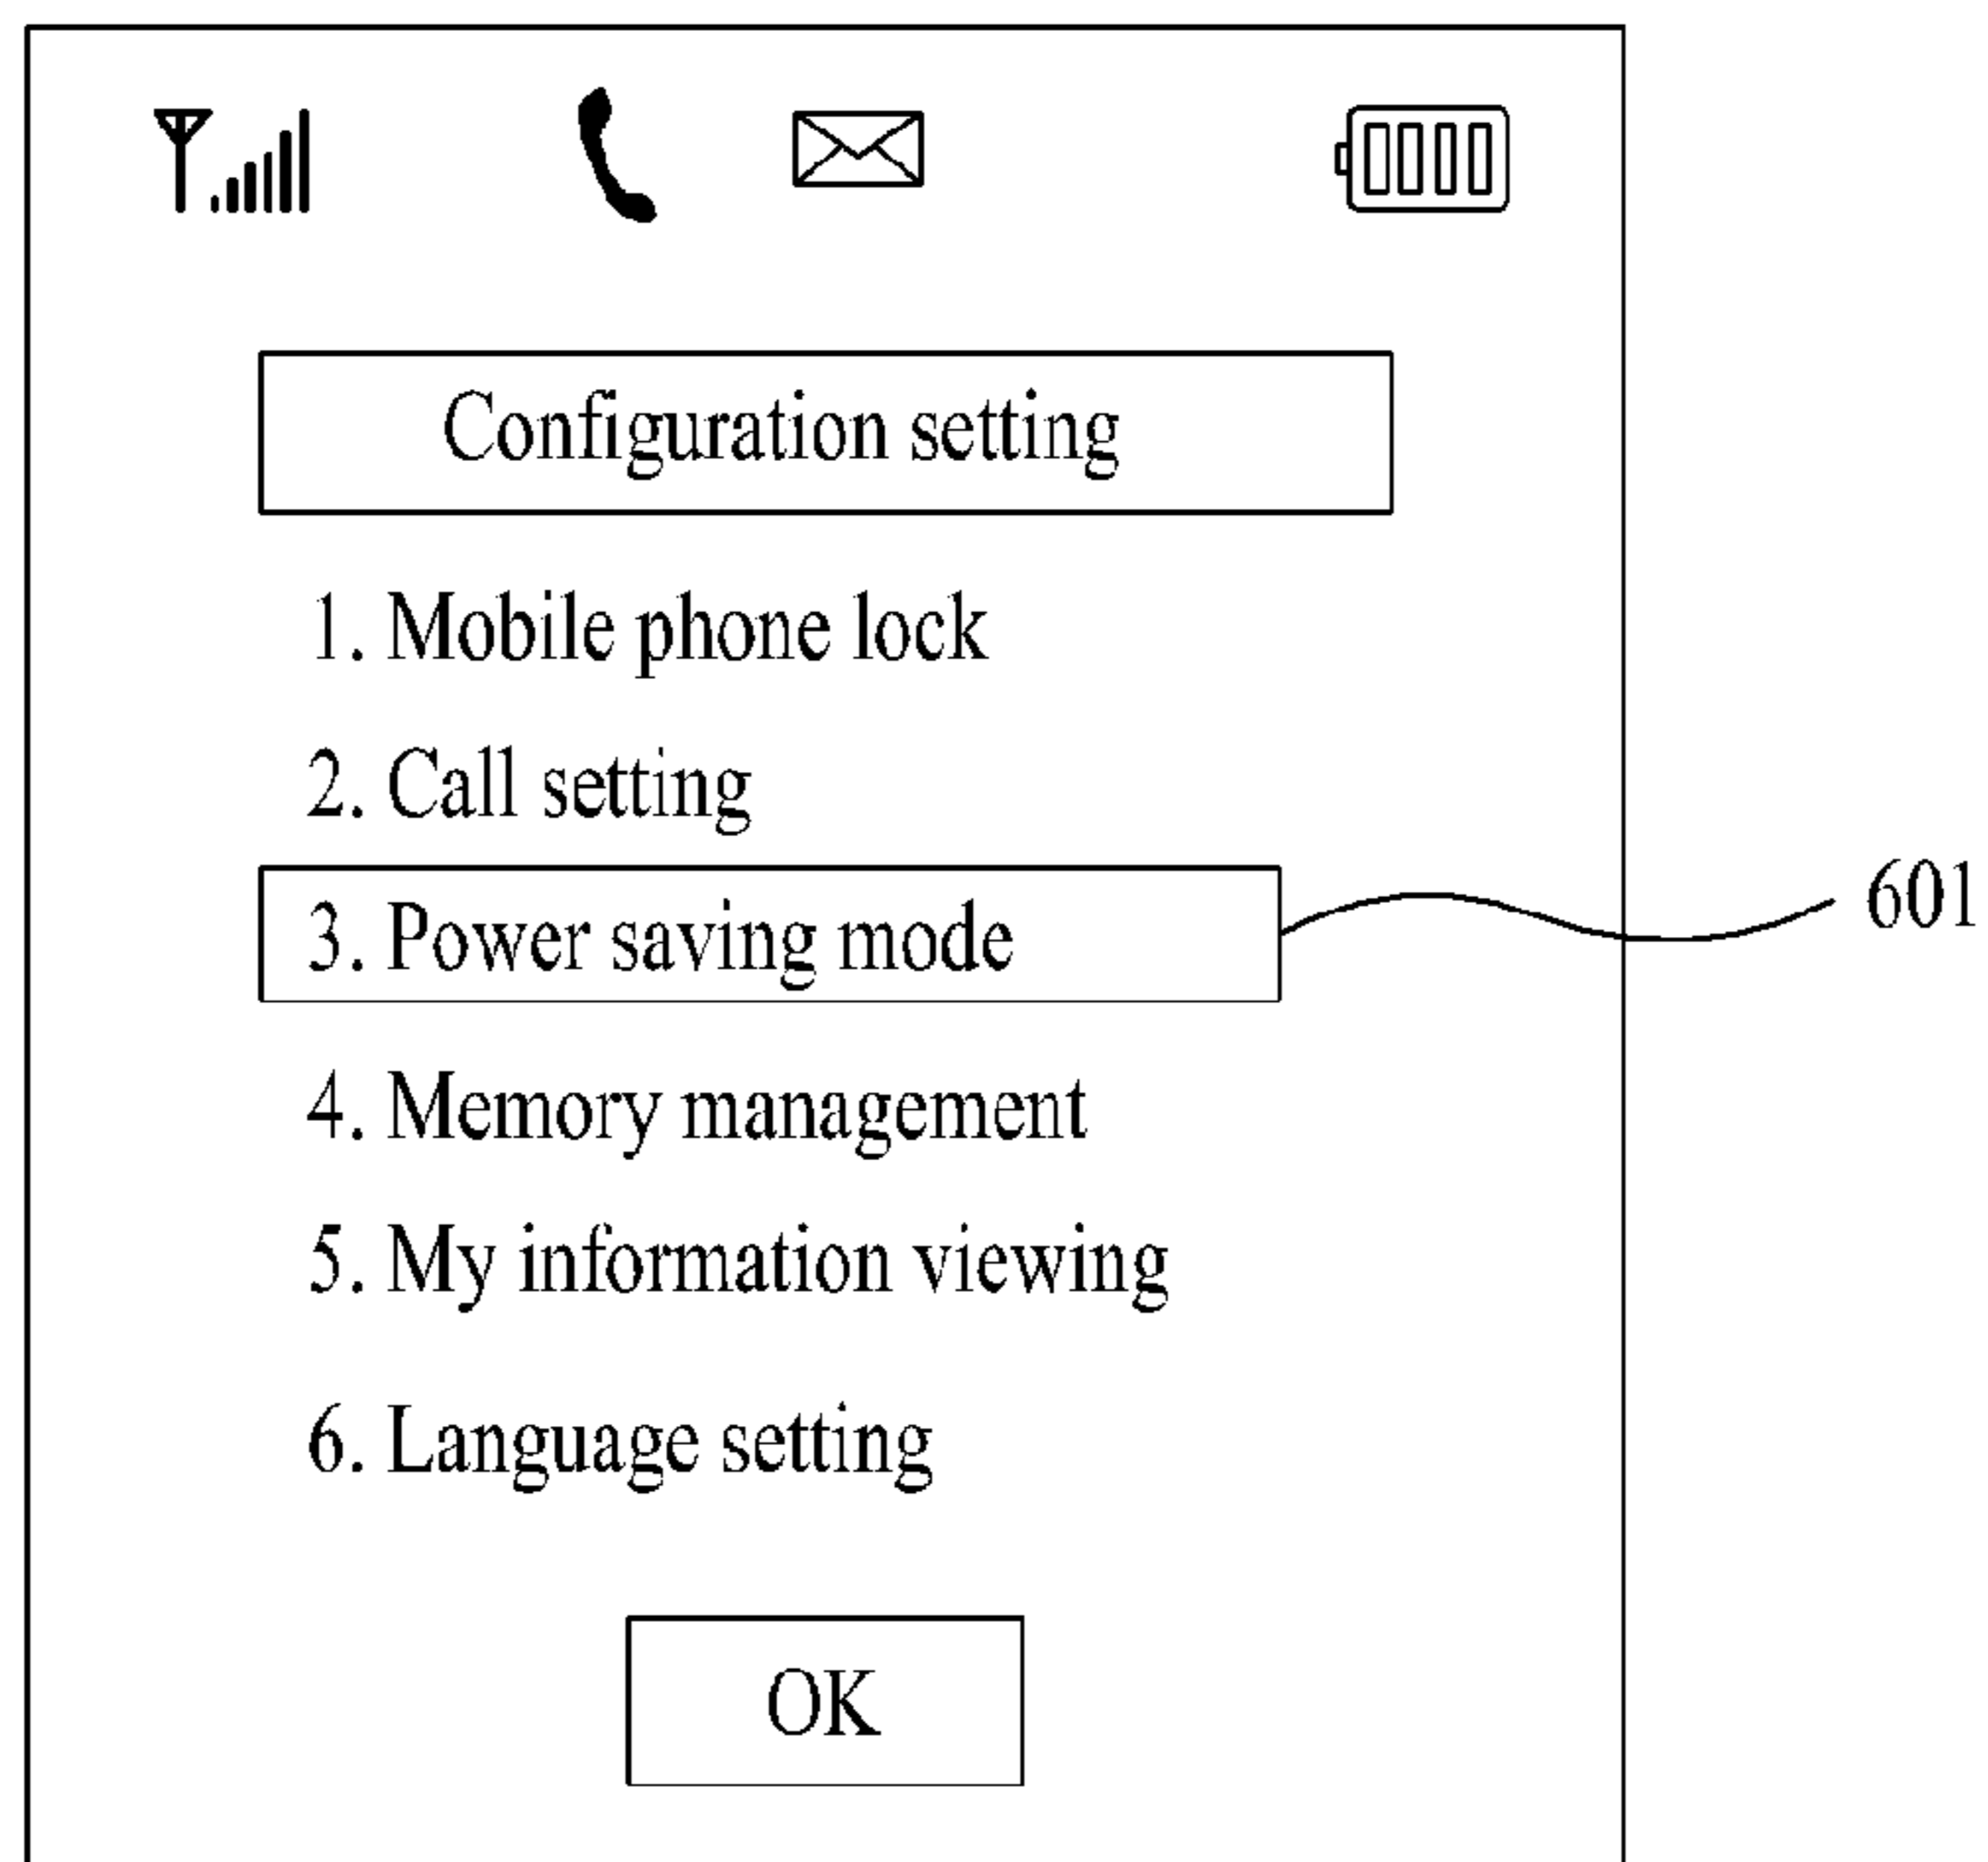 Configuration setting
1. Mobile phone lock
2. Call setting
3. Power saving mode
601
4. Memory management
5. My information viewing
6. Language setting
OK